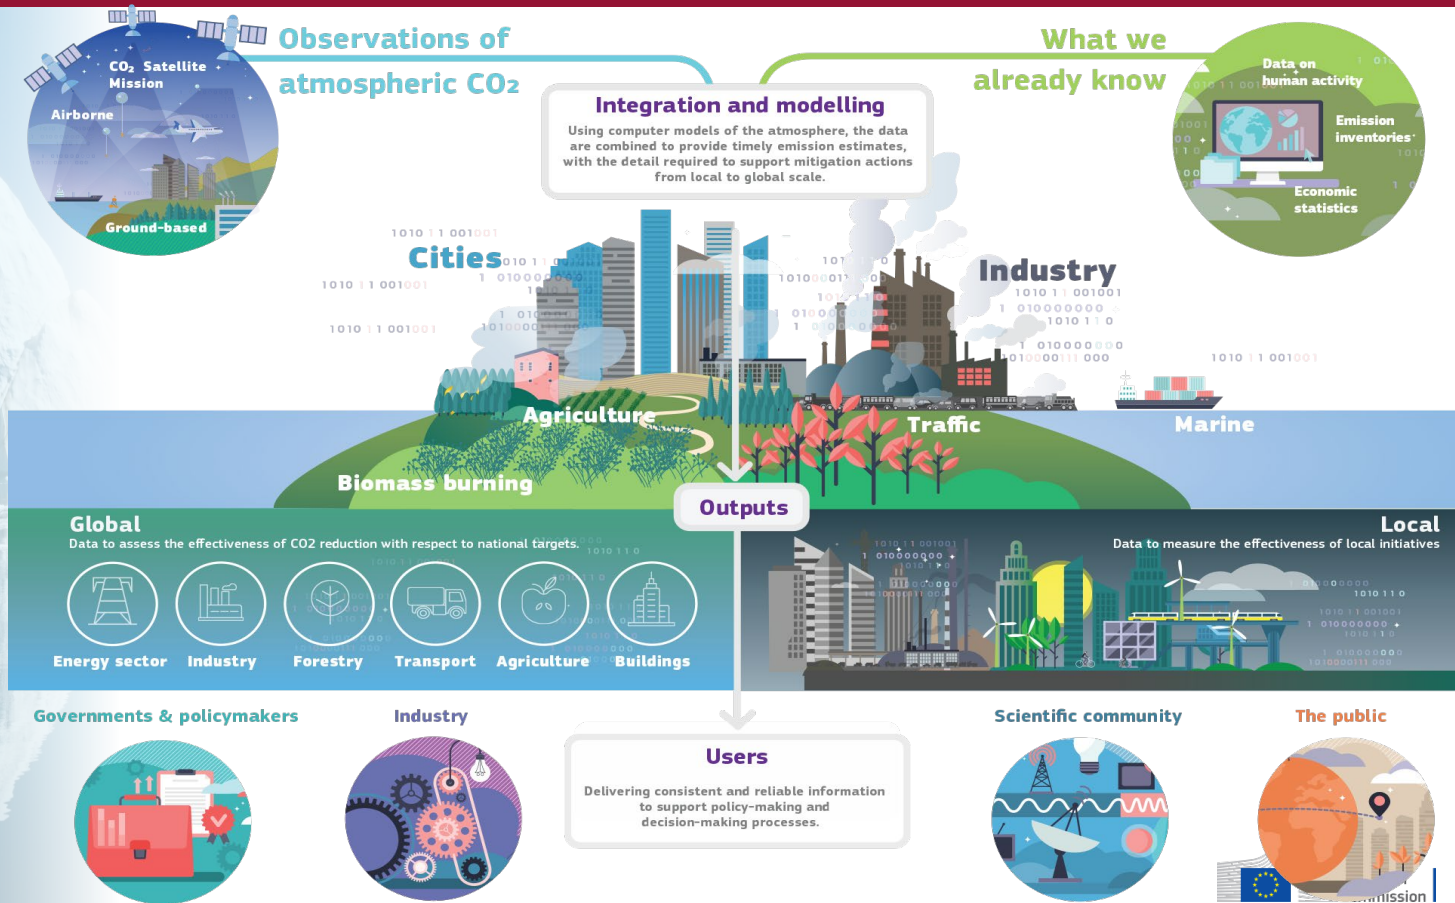 Observations of
atmospheric CO2
What we
already know
CO₂ Satellite
Mission
Airborne
Ground-based
Integration and modelling
Using computer models of the atmosphere, the data
are combined to provide timely emission estimates,
with the detail required to support mitigation actions
from local to global scale.
Data on
human activity
Emission
inventories
Economic
statistics
Cities
Industry
Agriculture
Traffic
Marine
Biomass burning
Outputs
Global
Data to assess the effectiveness of CO2 reduction with respect to national targets.
Energy sector
Industry
Forestry
Transport
Agriculture
Buildings
Local
Data to measure the effectiveness of local initiatives
Governments & policymakers
Industry
Users
Delivering consistent and reliable information
to support policy-making and
decision-making processes.
Scientific community
The public